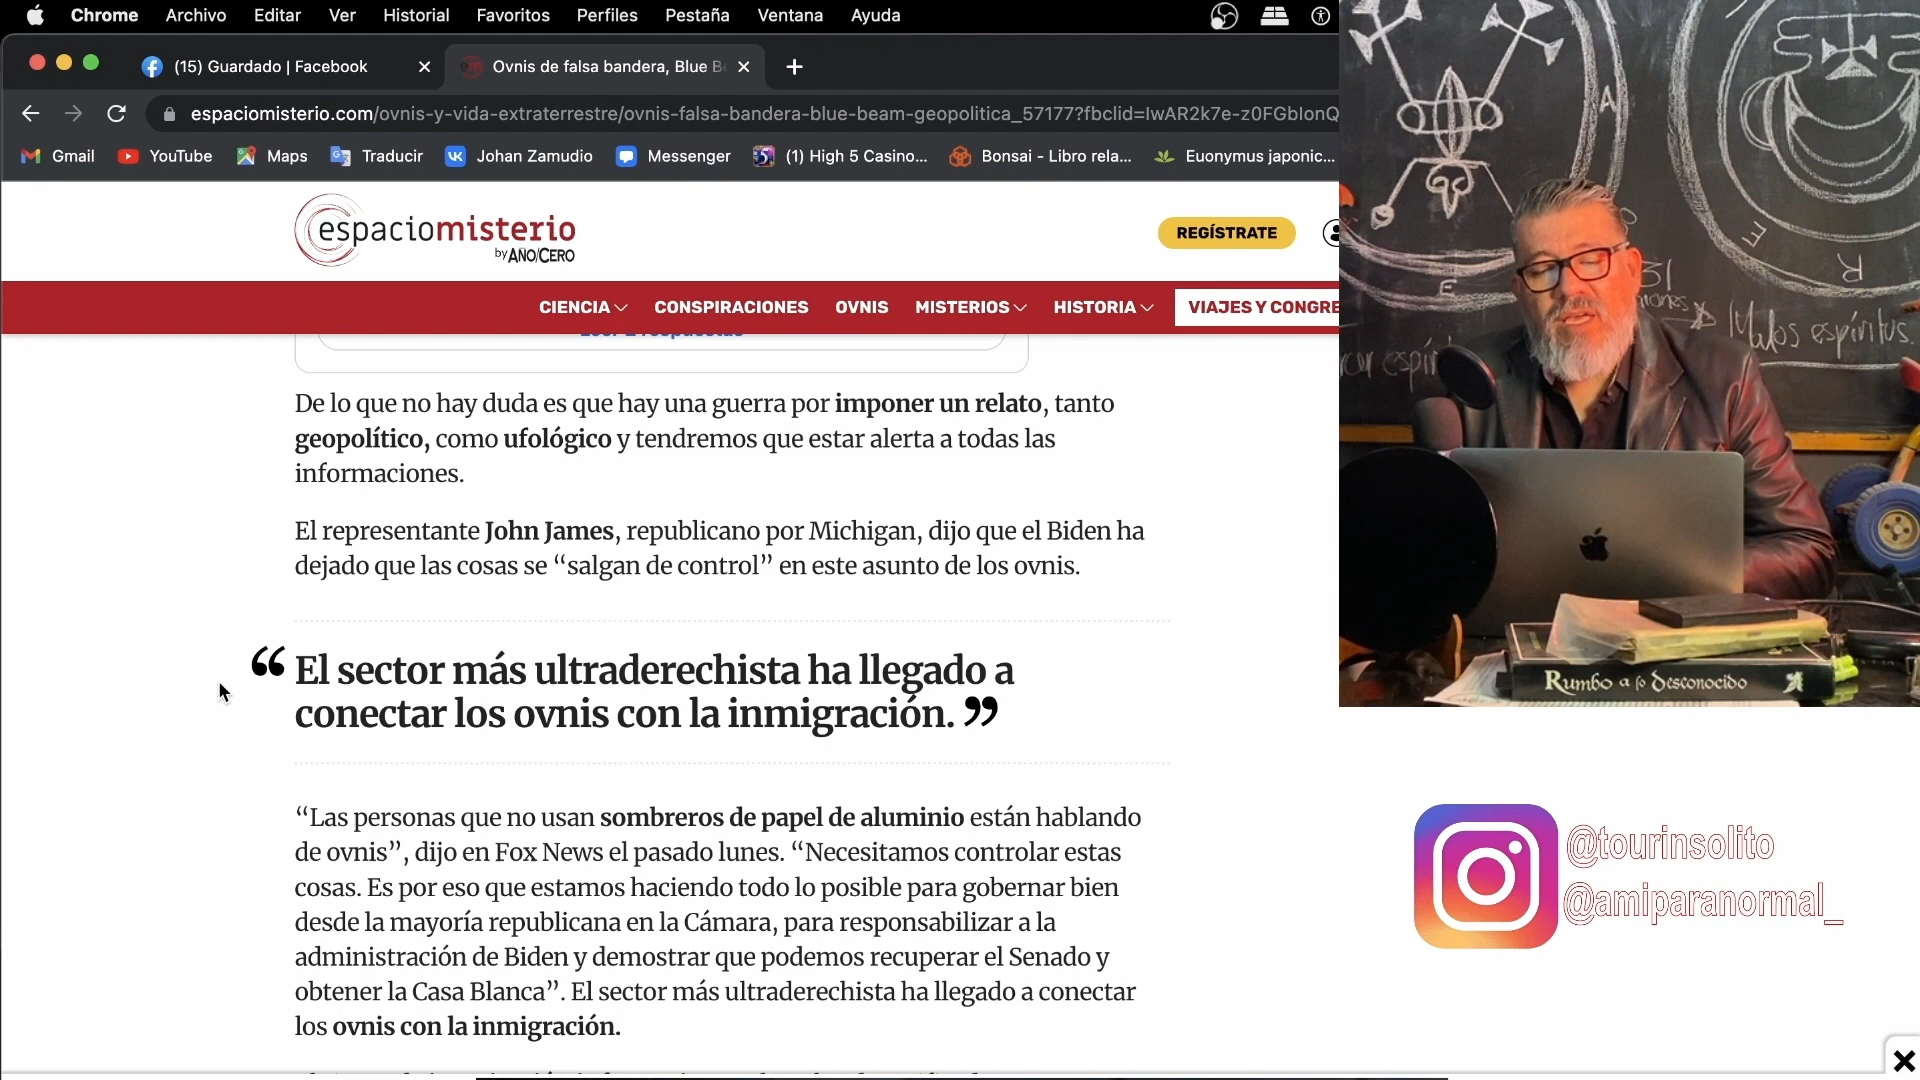 Chrome Archivo Editar Ver Historial Favoritos Perfiles Pestaña Ventana Ayuda
(15) Guardado | Facebook
Ovnis de falsa bandera, Blue B
espaciomisterio.com/ovnis-y-vida-extraterrestre/ovnis-falsa-bandera-blue-beam-geopolitica_57177?fbclid=IwAR2k7e-z0FGbIonQ
Gmail YouTube Maps Traducir Johan Zamudio Messenger (1) High 5 Casino... Bonsai - Libro rela... Euonymus japonic...
espaciomisterio
by AÑO/CERO
REGÍSTRATE
CIENCIA CONSPIRACIONES OVNIS MISTERIOS HISTORIA VIAJES Y CONGRE
De lo que no hay duda es que hay una guerra por imponer un relato, tanto
geopolítico, como ufológico y tendremos que estar alerta a todas las
informaciones.
El representante John James, republicano por Michigan, dijo que el Biden ha
dejado que las cosas se “salgan de control” en este asunto de los ovnis.
“El sector más ultraderechista ha llegado a
conectar los ovnis con la inmigración.”
“Las personas que no usan sombreros de papel de aluminio están hablando
de ovnis”, dijo en Fox News el pasado lunes. “Necesitamos controlar estas
cosas. Es por eso que estamos haciendo todo lo posible para gobernar bien
desde la mayoría republicana en la Cámara, para responsabilizar a la
administración de Biden y demostrar que podemos recuperar el Senado y
obtener la Casa Blanca”. El sector más ultraderechista ha llegado a conectar
los ovnis con la inmigración.
A
E
R
E
Malos espíritus.
Rumbo a lo desconocido
@tourinsolito
@amiparanormal_